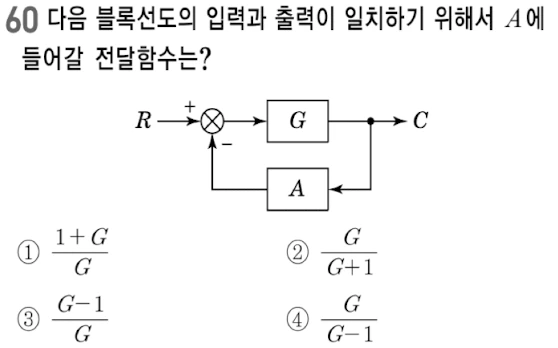 60 다음 블록선도의 입력과 출력이 일치하기 위해서 A에
들어갈 전달함수는?
R + G C
−
A
① (1+G)/G ② G/(G+1)
③ (G−1)/G ④ G/(G−1)